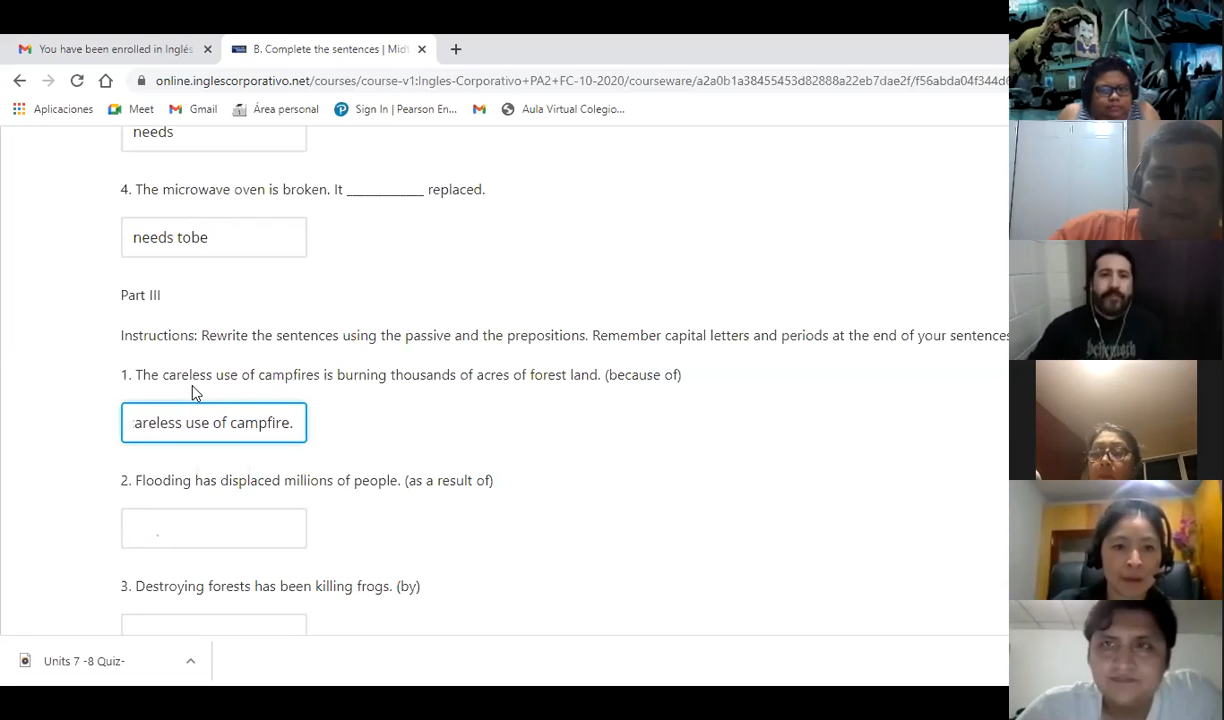 You have been enrolled in Inglés
B. Complete the sentences | Midt
online.inglescorporativo.net/courses/course-v1:Ingles-Corporativo+PA2+FC-10-2020/courseware/a2a0b1a38455453d82888a22eb7dae2f/f56abda04f344d0
Aplicaciones
Meet
Gmail
Área personal
Sign In | Pearson En...
Aula Virtual Colegio...
needs
4. The microwave oven is broken. It ____________ replaced.
needs tobe
Part III
Instructions: Rewrite the sentences using the passive and the prepositions. Remember capital letters and periods at the end of your sentences
1. The careless use of campfires is burning thousands of acres of forest land. (because of)
areless use of campfire.
2. Flooding has displaced millions of people. (as a result of)
.
3. Destroying forests has been killing frogs. (by)
Units 7 -8 Quiz-
behemoth